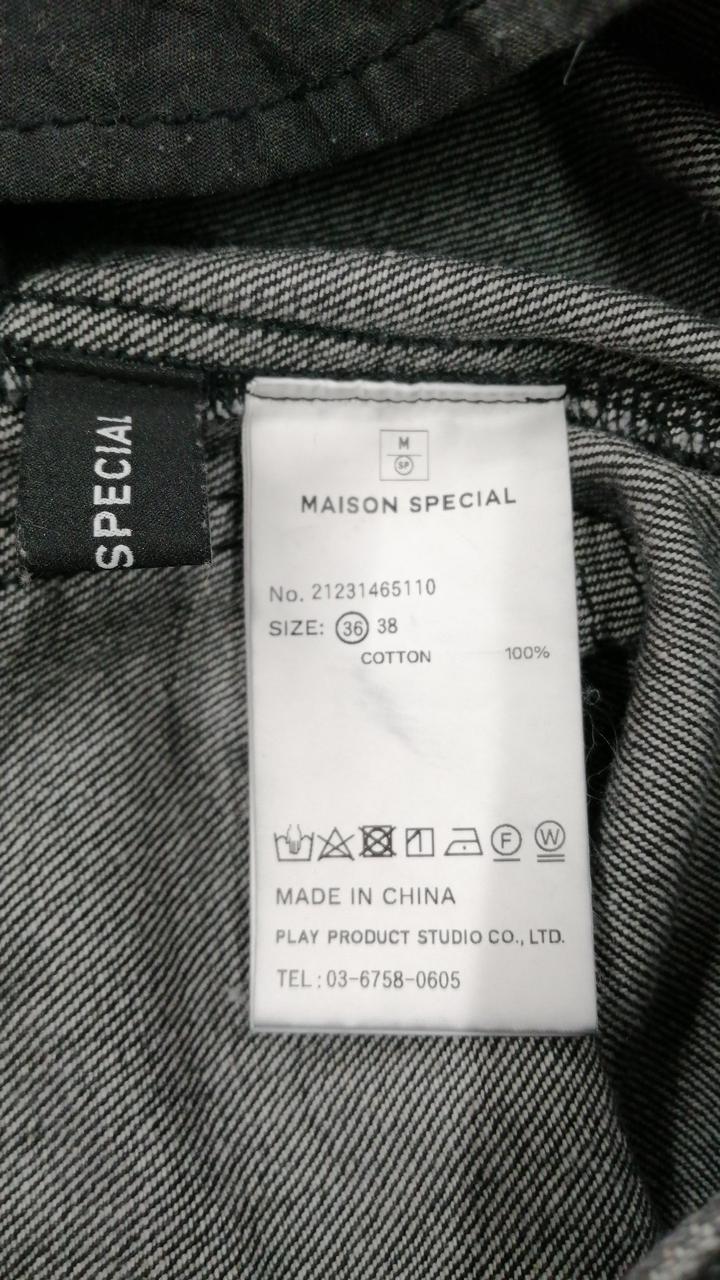 SPECIAL
M
SP
MAISON SPECIAL
No. 21231465110
SIZE: 36 38
COTTON 100%
F W
MADE IN CHINA
PLAY PRODUCT STUDIO CO., LTD.
TEL : 03-6758-0605